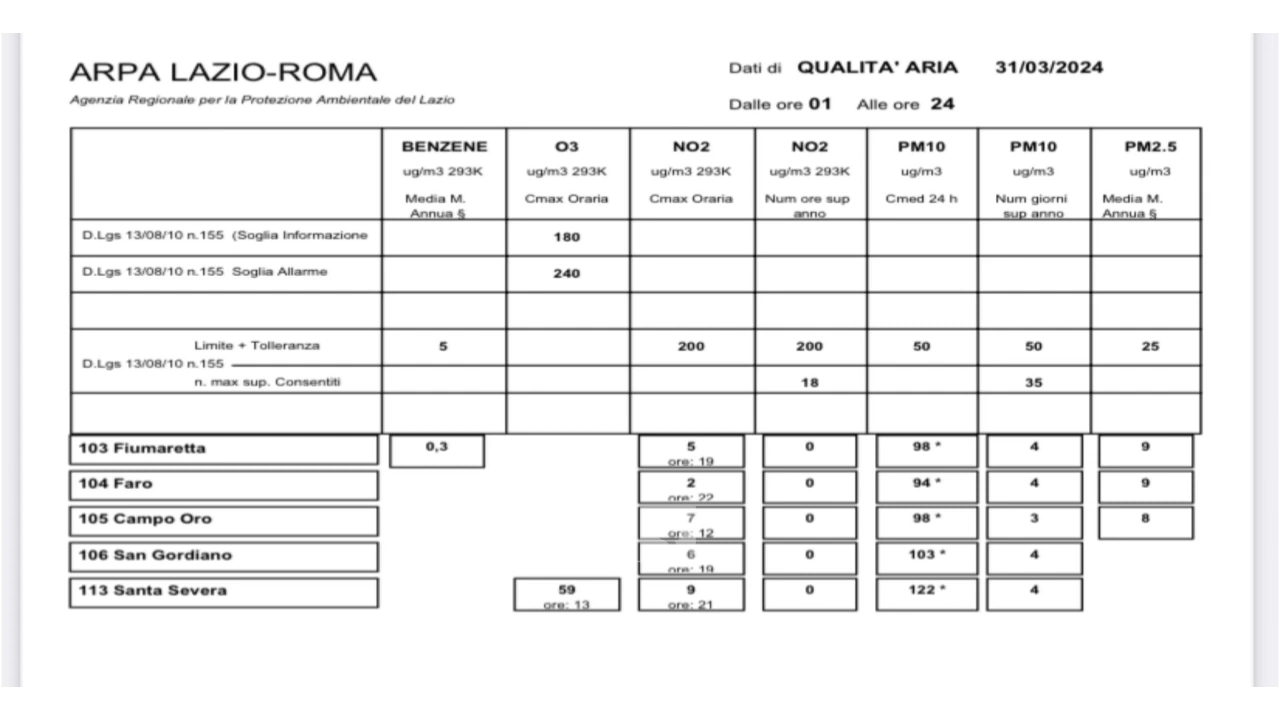 ARPA LAZIO-ROMA
Agenzia Regionale per la Protezione Ambientale del Lazio
Dati di QUALITA' ARIA 31/03/2024
Dalle ore 01 Alle ore 24
BENZENE O3 NO2 NO2 PM10 PM10 PM2.5
ug/m3 293K ug/m3 293K ug/m3 293K ug/m3 293K ug/m3 ug/m3 ug/m3
Media M. Cmax Oraria Cmax Oraria Num ore sup Cmed 24 h Num giorni Media M.
Annua § anno sup anno Annua §
D.Lgs 13/08/10 n.155 (Soglia Informazione 180
D.Lgs 13/08/10 n.155 Soglia Allarme 240
Limite + Tolleranza 5 200 200 50 50 25
D.Lgs 13/08/10 n.155
n. max sup. Consentiti 18 35
103 Fiumaretta 0,3 5 0 98 * 4 9
ore: 19
104 Faro 2 0 94 * 4 9
ore: 22
105 Campo Oro 7 0 98 * 3 8
ore: 12
106 San Gordiano 6 0 103 * 4
ore: 19
113 Santa Severa 59 9 0 122 * 4
ore: 13 ore: 21